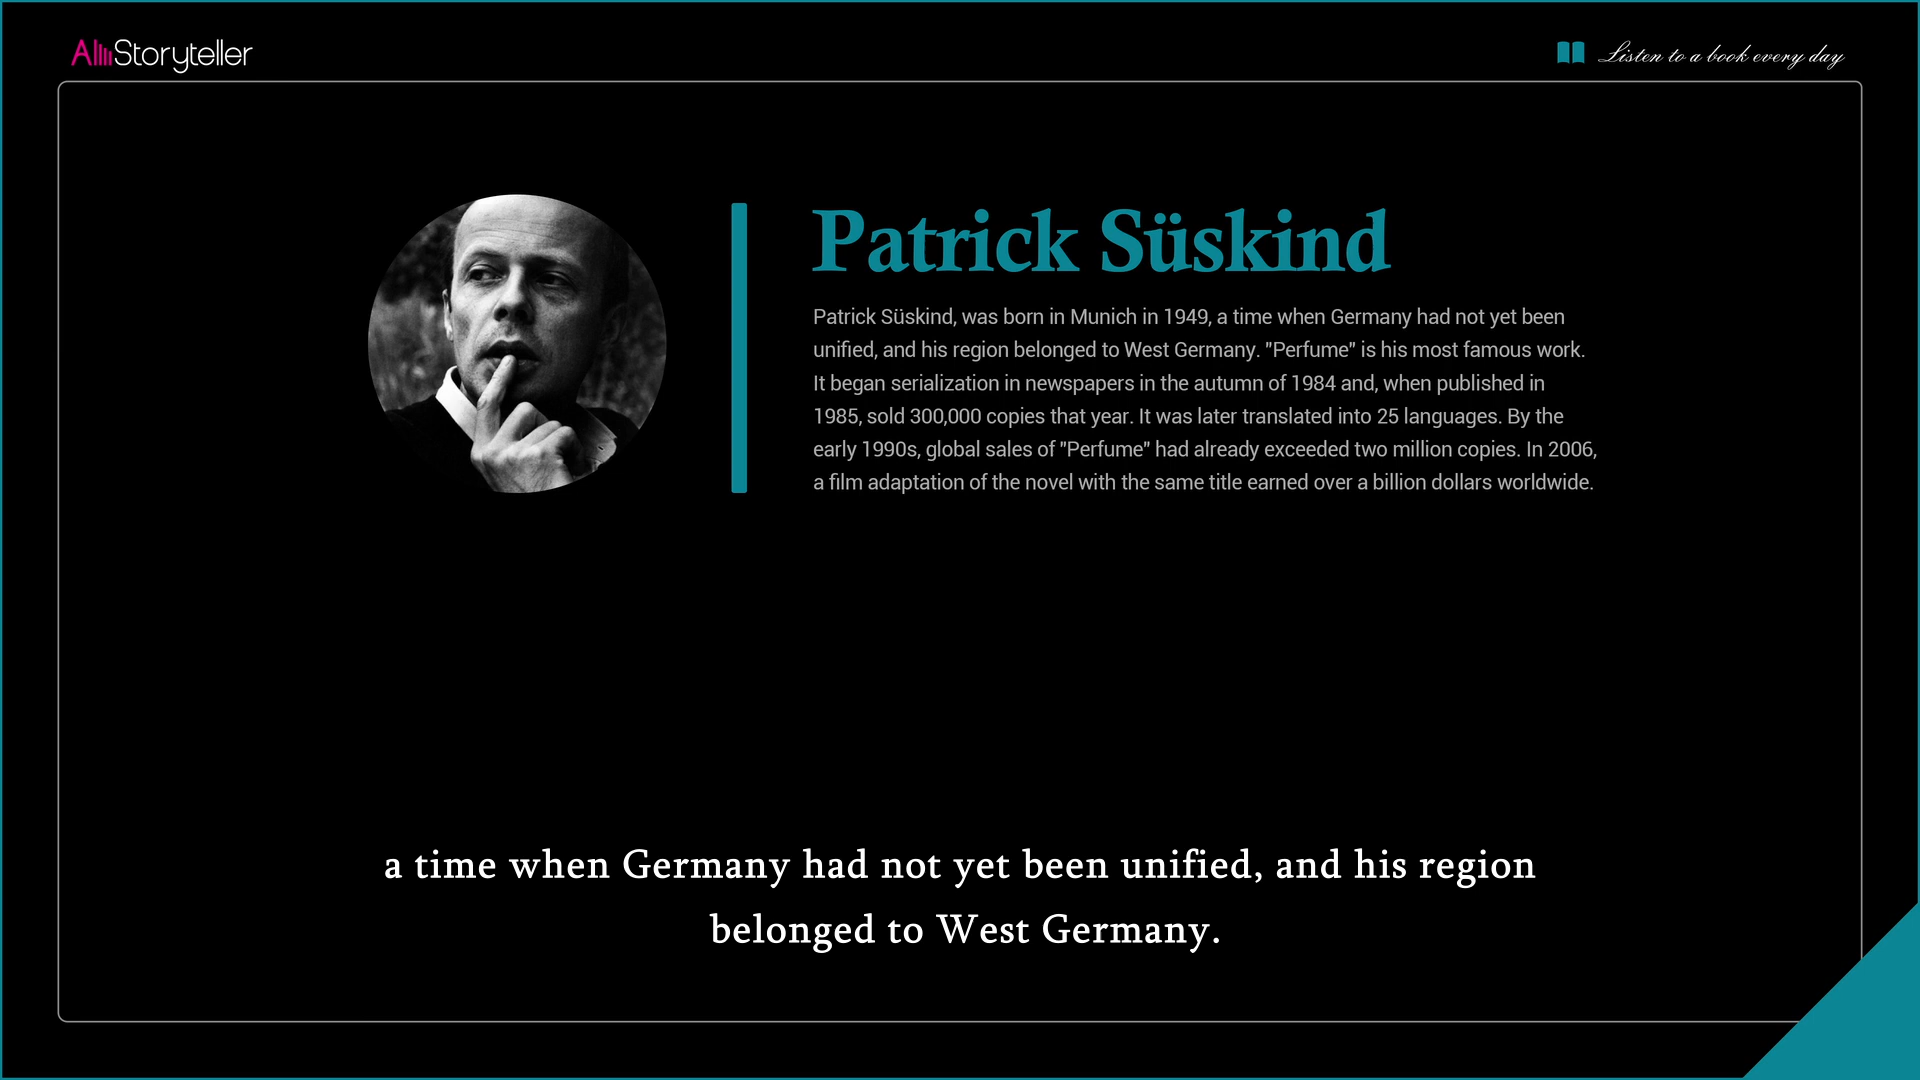 AllStoryteller
Listen to a book every day
Patrick Süskind
Patrick Süskind, was born in Munich in 1949, a time when Germany had not yet been
unified, and his region belonged to West Germany. "Perfume" is his most famous work.
It began serialization in newspapers in the autumn of 1984 and, when published in
1985, sold 300,000 copies that year. It was later translated into 25 languages. By the
early 1990s, global sales of "Perfume" had already exceeded two million copies. In 2006,
a film adaptation of the novel with the same title earned over a billion dollars worldwide.
a time when Germany had not yet been unified, and his region
belonged to West Germany.